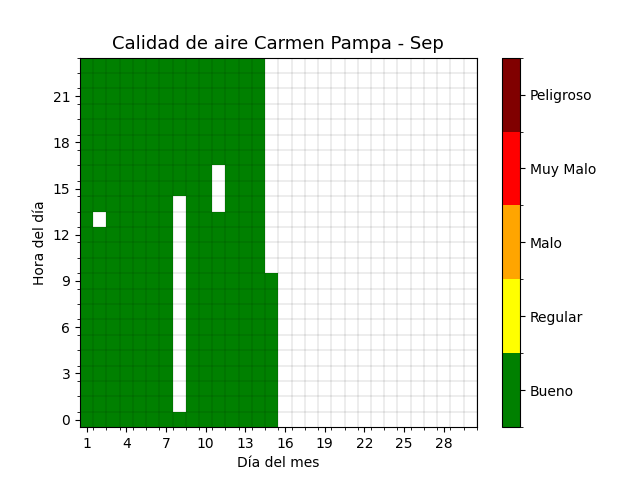 Calidad de aire Carmen Pampa - Sep
Hora del día
21
18
15
12
9
6
3
0
1 4 7 10 13 16 19 22 25 28
Día del mes
Peligroso
Muy Malo
Malo
Regular
Bueno